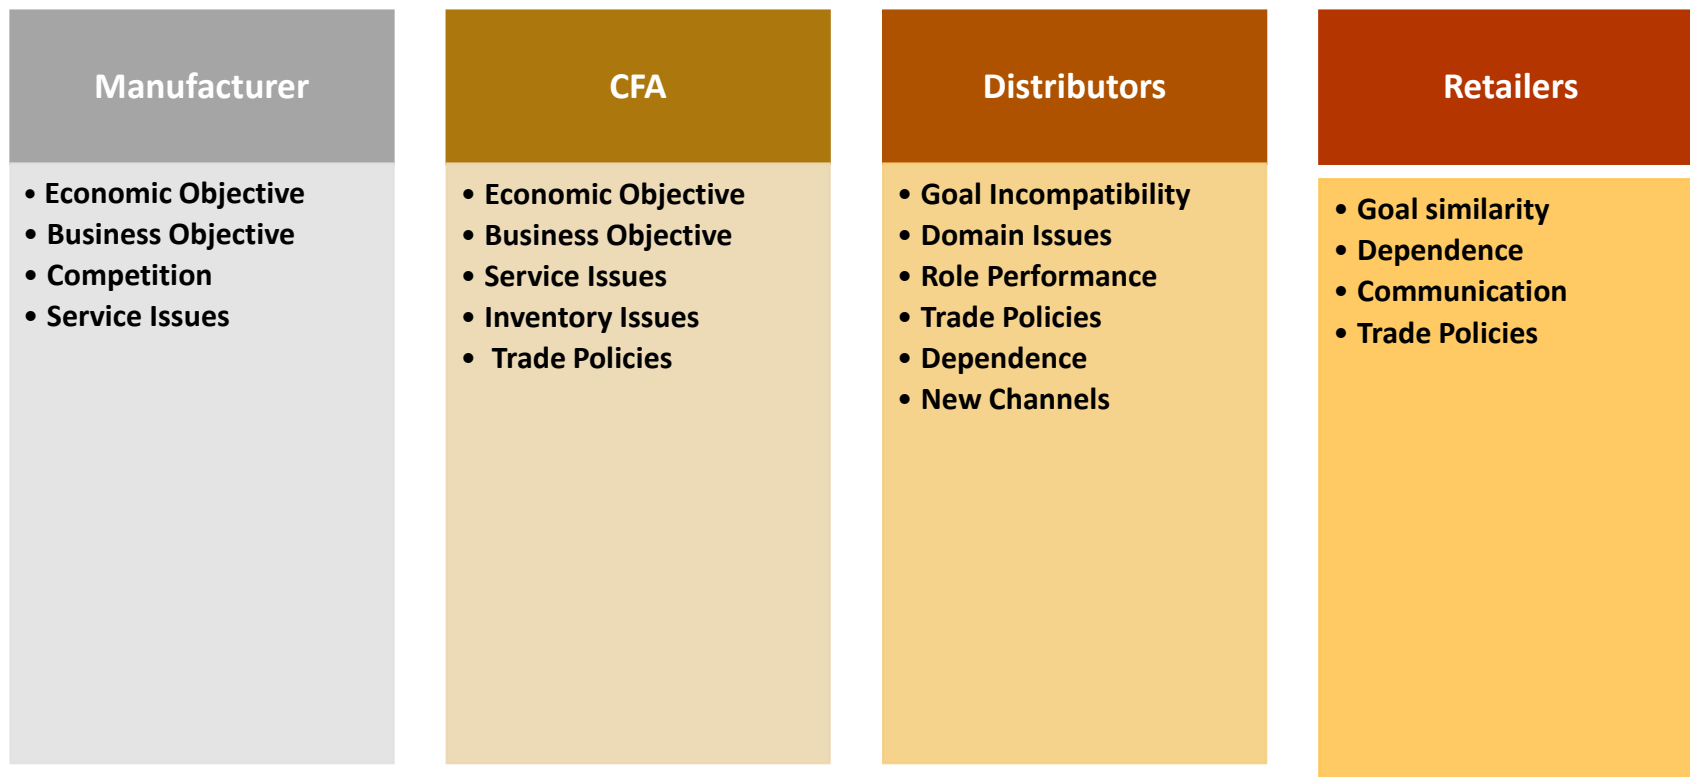 Manufacturer
• Economic Objective
• Business Objective
• Competition
• Service Issues
CFA
• Economic Objective
• Business Objective
• Service Issues
• Inventory Issues
• Trade Policies
Distributors
• Goal Incompatibility
• Domain Issues
• Role Performance
• Trade Policies
• Dependence
• New Channels
Retailers
• Goal similarity
• Dependence
• Communication
• Trade Policies